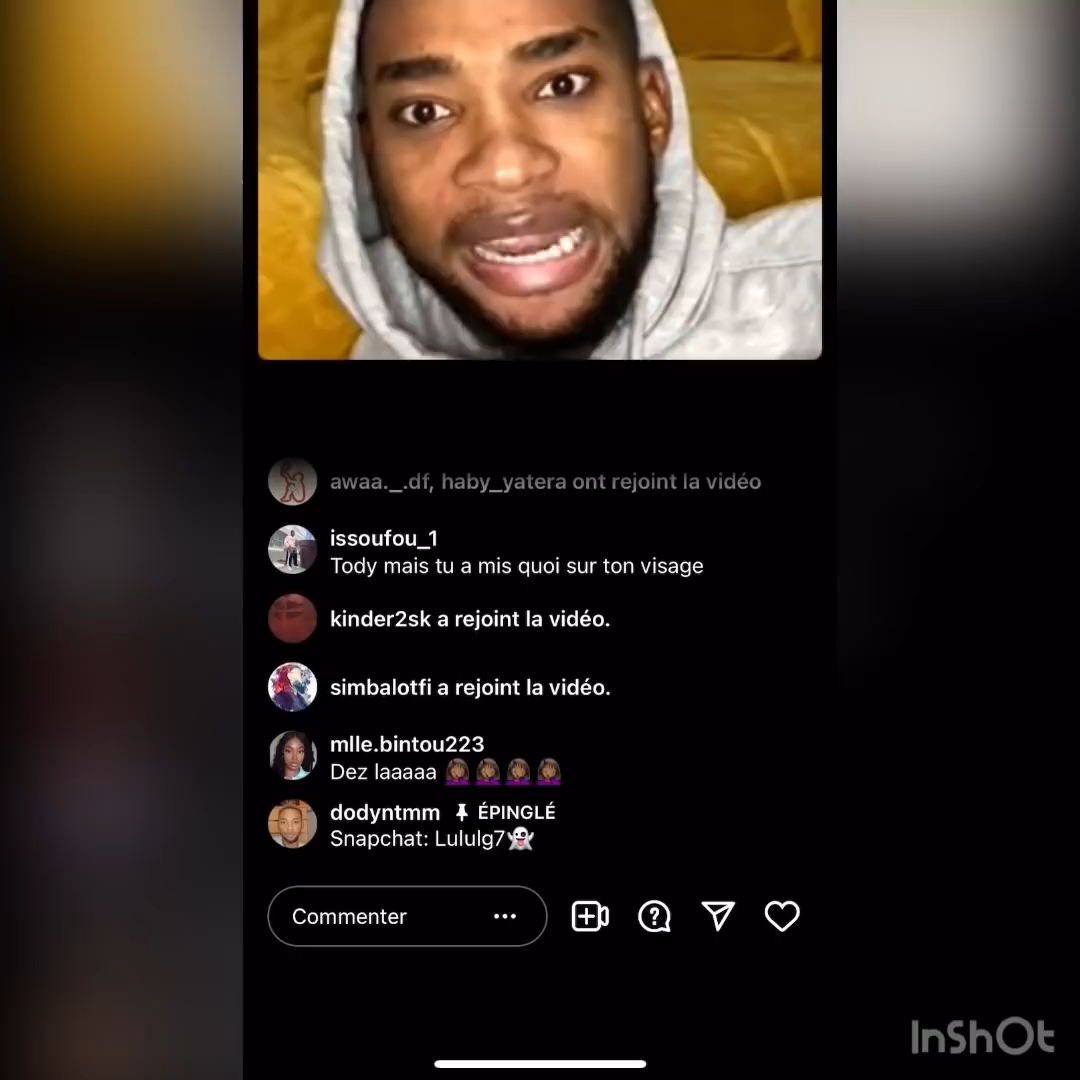 awaa._.df, haby_yatera ont rejoint la vidéo
issoufou_1
Tody mais tu a mis quoi sur ton visage
kinder2sk a rejoint la vidéo.
simbalotfi a rejoint la vidéo.
mlle.bintou223
Dez laaaaa 🤦🏾‍♀️🤦🏾‍♀️🤦🏾‍♀️🤦🏾‍♀️
dodyntmm 📌 ÉPINGLÉ
Snapchat: Lululg7👻
Commenter ...
InShOt